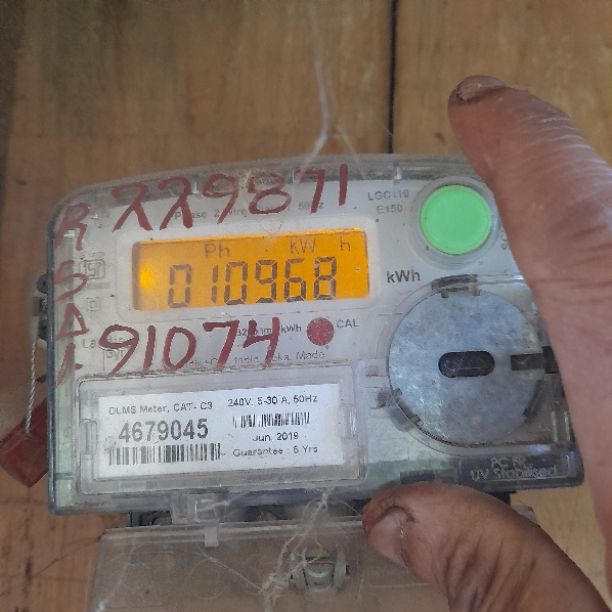 229871
LGC110
E150
Ph kW h
010968
kWh
91074
CAL
DLMS Meter, CAT - C3
240V, 5-30 A, 50Hz
4679045
Jun, 2019
Guarantee : 5 Yrs
UV Stabilised